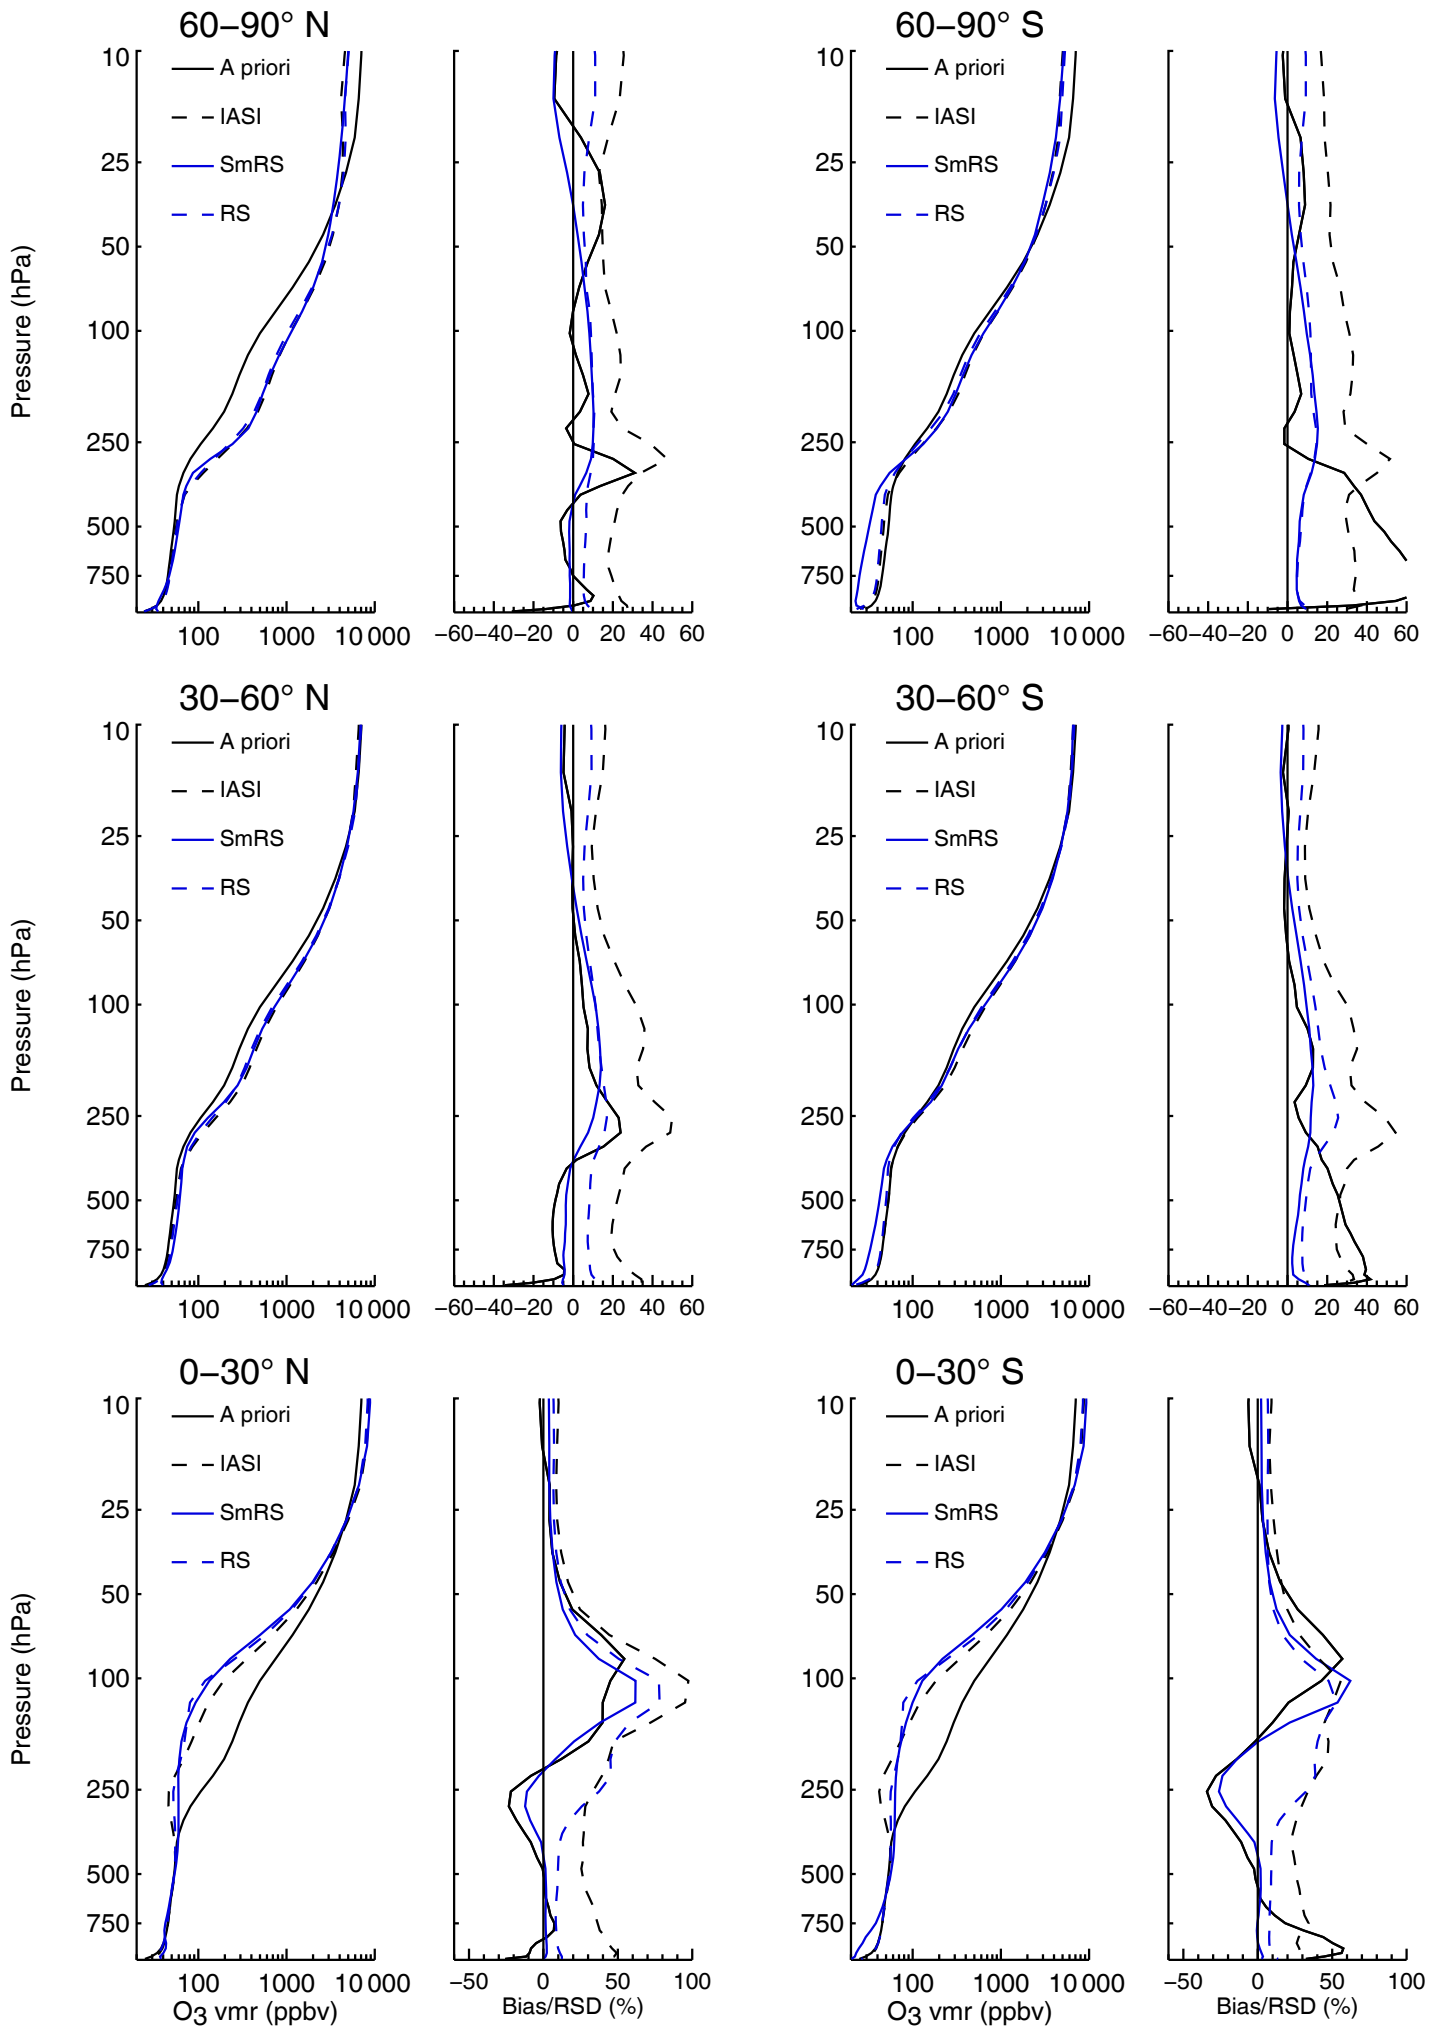 60–90° N
10
25
50
100
250
500
750
Pressure (hPa)
A priori
IASI
SmRS
RS
100 1000 10 000
−60−40−20 0 20 40 60
60–90° S
10
25
50
100
250
500
750
A priori
IASI
SmRS
RS
100 1000 10 000
−60−40−20 0 20 40 60
30–60° N
10
25
50
100
250
500
750
Pressure (hPa)
A priori
IASI
SmRS
RS
100 1000 10 000
−60−40−20 0 20 40 60
30–60° S
10
25
50
100
250
500
750
A priori
IASI
SmRS
RS
100 1000 10 000
−60−40−20 0 20 40 60
0–30° N
10
25
50
100
250
500
750
Pressure (hPa)
A priori
IASI
SmRS
RS
100 1000 10 000
O3 vmr (ppbv)
−50 0 50 100
Bias/RSD (%)
0–30° S
10
25
50
100
250
500
750
A priori
IASI
SmRS
RS
100 1000 10 000
O3 vmr (ppbv)
−50 0 50 100
Bias/RSD (%)